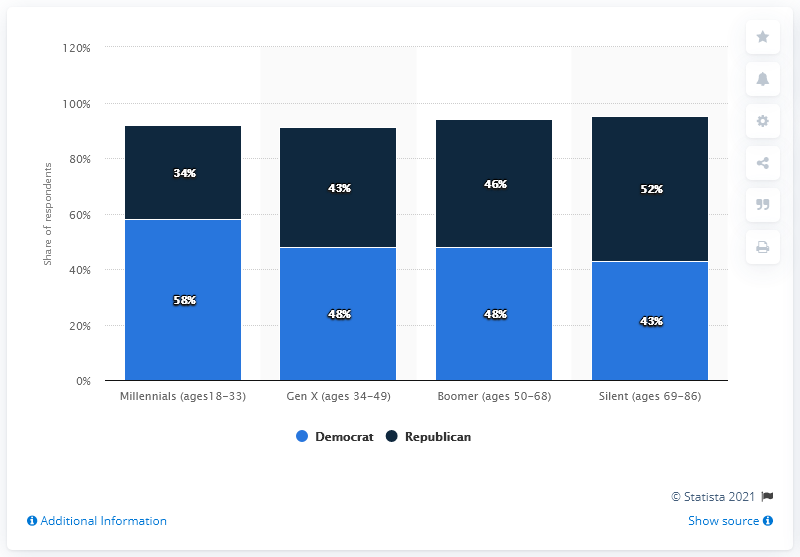 120%
100%
80%
60%
40%
20%
0%
Share of respondents
34%
43%
46%
52%
58%
48%
48%
43%
Millennials (ages18-33)
Gen X (ages 34-49)
Boomer (ages 50-68)
Silent (ages 69-86)
Democrat
Republican
© Statista 2021
Additional Information
Show source